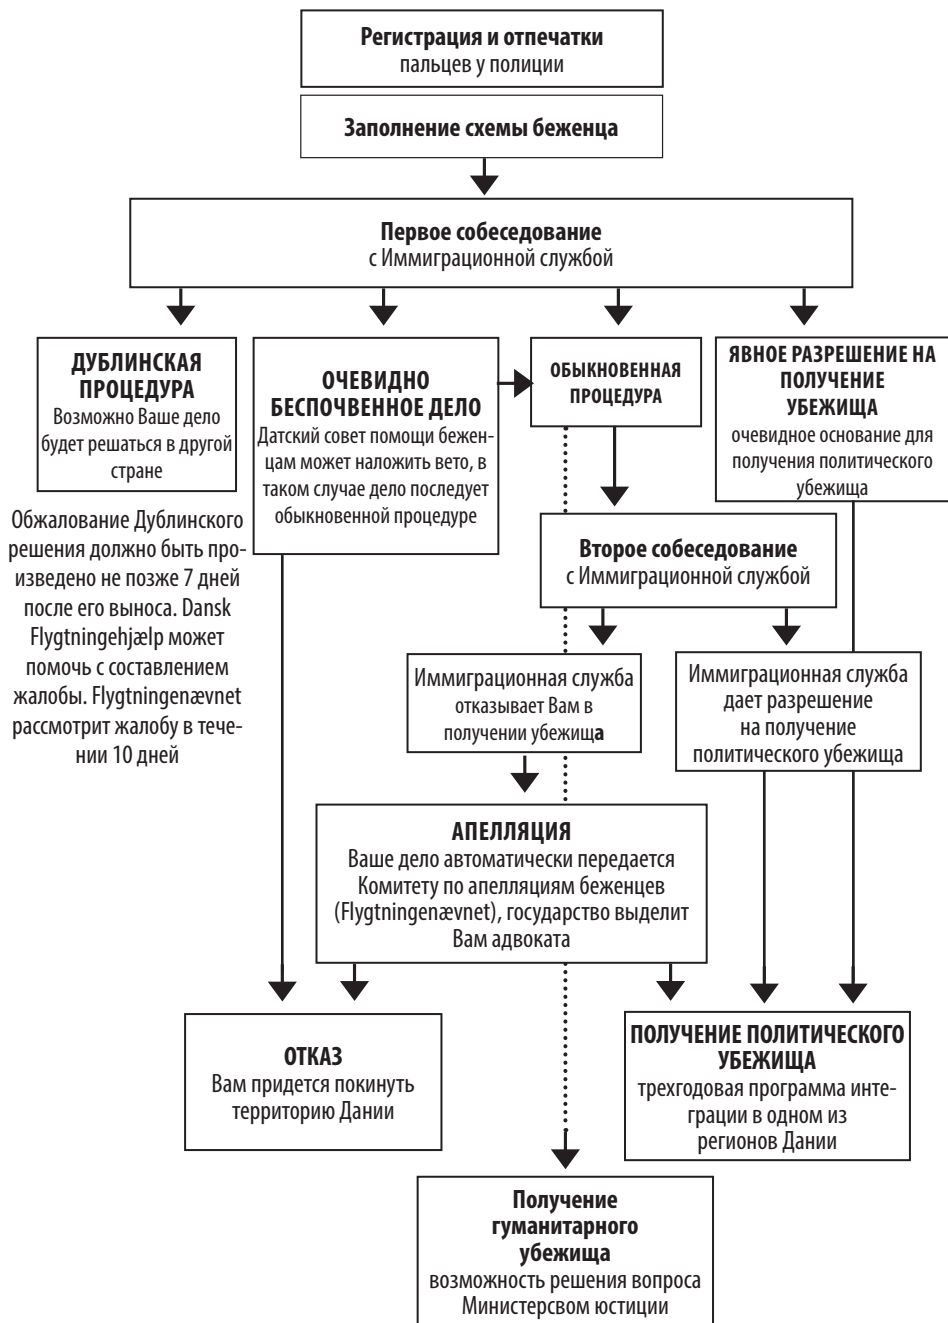 Регистрация и отпечатки
пальцев у полиции
Заполнение схемы беженца
Первое собеседование
с Иммиграционной службой
ДУБЛИНСКАЯ
ПРОЦЕДУРА
Возможно Ваше дело
будет решаться в другой
стране
Обжалование Дублинского
решения должно быть про-
изведено не позже 7 дней
после его выноса. Dansk
Flygtningehjælp может
помочь с составлением
жалобы. Flygtningenævnet
рассмотрит жалобу в тече-
нии 10 дней
ОЧЕВИДНО
БЕСПОЧВЕННОЕ ДЕЛО
Датский совет помощи бежен-
цам может наложить вето, в
таком случае дело последует
обыкновенной процедуре
ОБЫКНОВЕННАЯ
ПРОЦЕДУРА
ЯВНОЕ РАЗРЕШЕНИЕ НА
ПОЛУЧЕНИЕ
УБЕЖИЩА
очевидное основание для
получения политического
убежища
Второе собеседование
с Иммиграционной службой
Иммиграционная служба
отказывает Вам в
получении убежища
Иммиграционная служба
дает разрешение
на получение
политического убежища
АПЕЛЛЯЦИЯ
Ваше дело автоматически передается
Комитету по апелляциям беженцев
(Flygtningenævnet), государство выделит
Вам адвоката
ОТКАЗ
Вам придется покинуть
территорию Дании
ПОЛУЧЕНИЕ ПОЛИТИЧЕСКОГО
УБЕЖИЩА
трехгодовая программа инте-
грации в одном из
регионов Дании
Получение
гуманитарного
убежища
возможность решения вопроса
Министерсвом юстиции